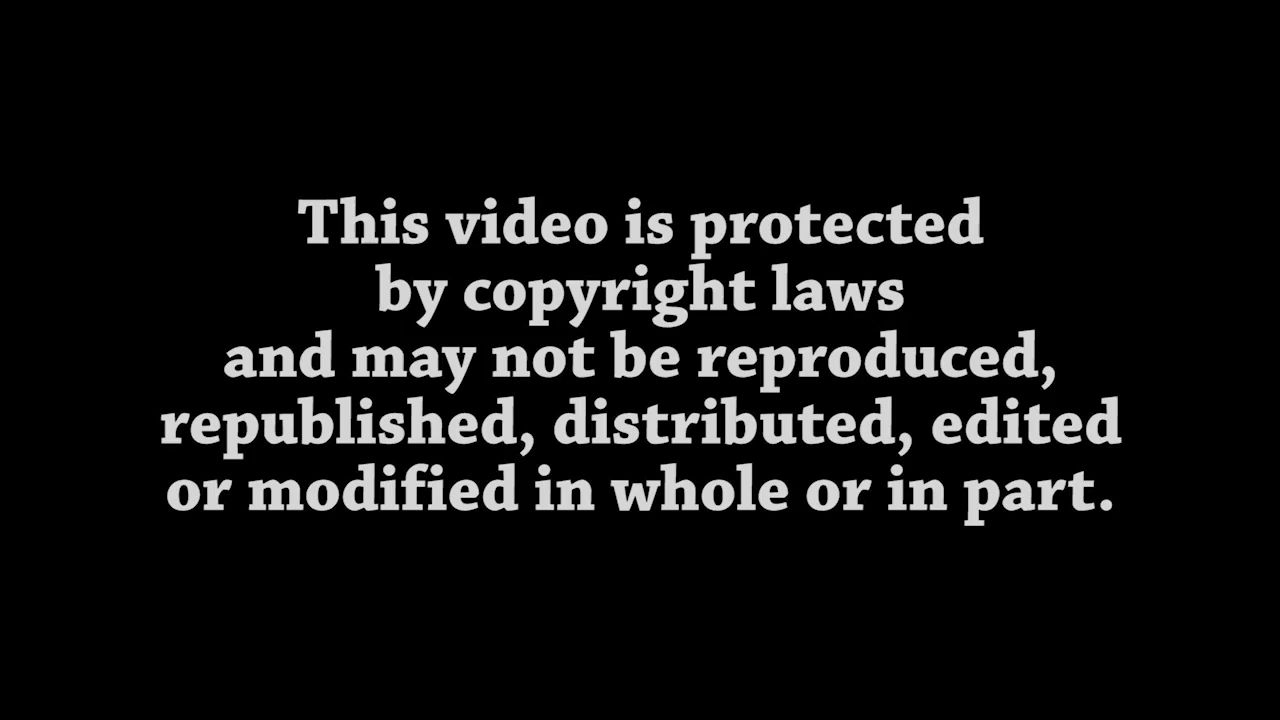 This video is protected
by copyright laws
and may not be reproduced,
republished, distributed, edited
or modified in whole or in part.